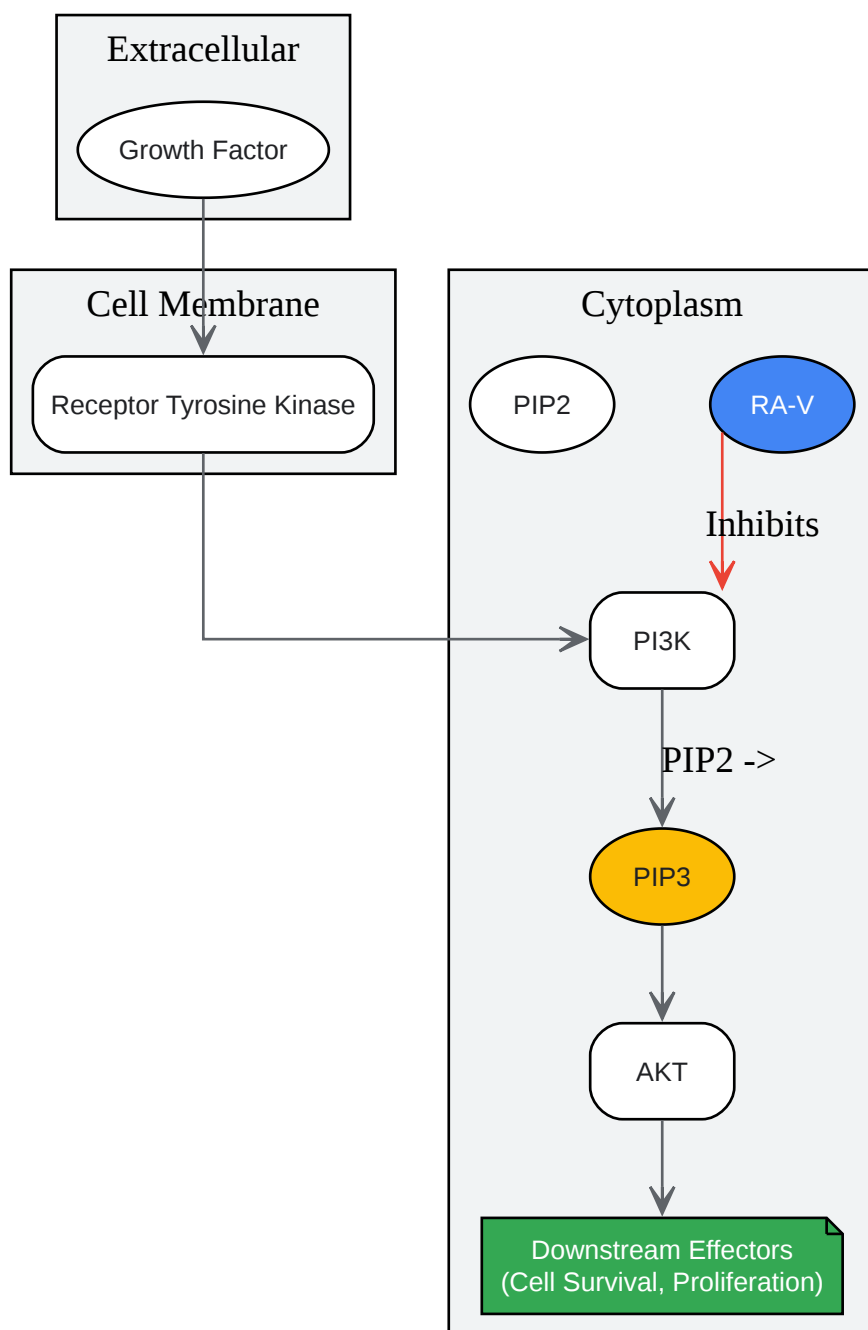 Extracellular
Growth Factor
Cell Membrane
Receptor Tyrosine Kinase
Cytoplasm
PIP2
RA-V
Inhibits
PI3K
PIP2 ->
PIP3
AKT
Downstream Effectors
(Cell Survival, Proliferation)